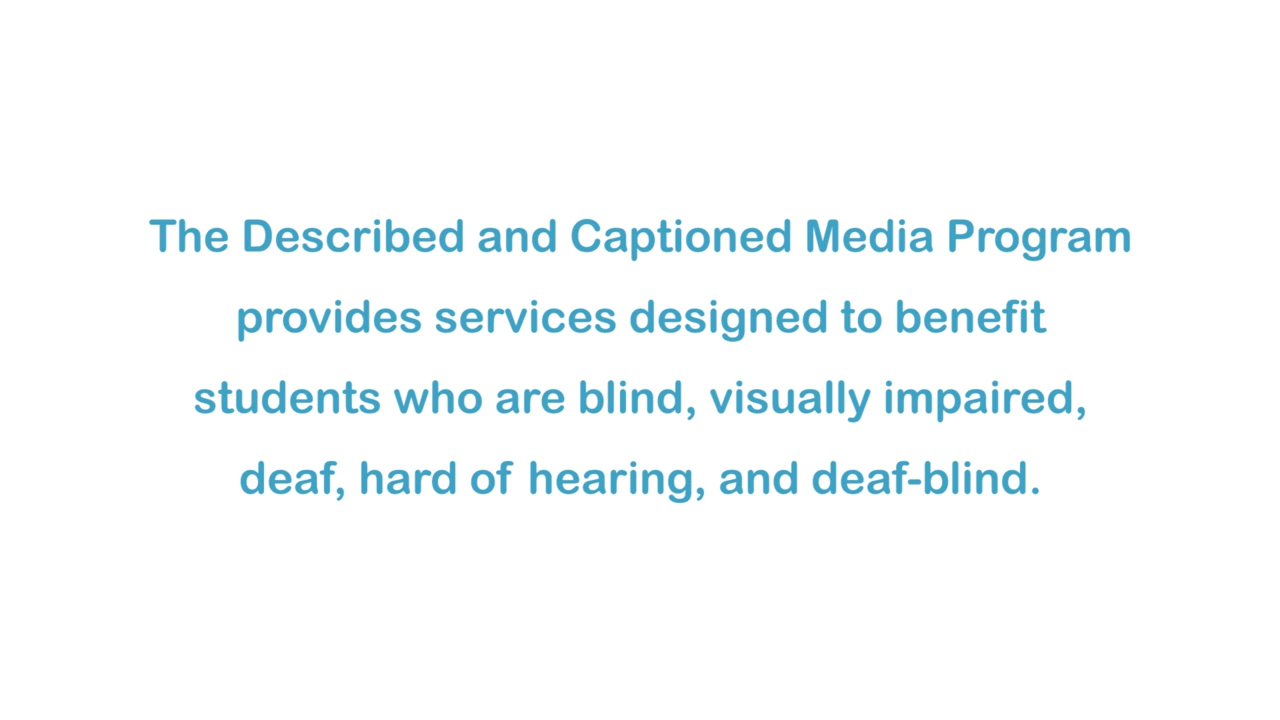 The Described and Captioned Media Program
provides services designed to benefit
students who are blind, visually impaired,
deaf, hard of hearing, and deaf-blind.